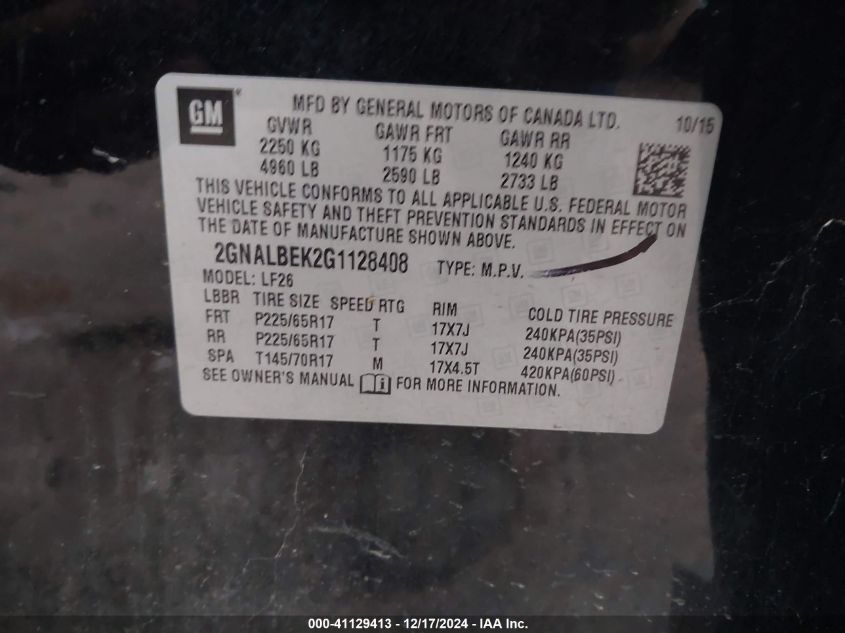 GM®
MFD BY GENERAL MOTORS OF CANADA LTD. 10/15
GVWR GAWR FRT GAWR RR
2250 KG 1175 KG 1240 KG
4960 LB 2590 LB 2733 LB
THIS VEHICLE CONFORMS TO ALL APPLICABLE U.S. FEDERAL MOTOR
VEHICLE SAFETY AND THEFT PREVENTION STANDARDS IN EFFECT ON
THE DATE OF MANUFACTURE SHOWN ABOVE.
2GNALBEK2G1128408 TYPE: M.P.V.
MODEL: LF26
LBBR TIRE SIZE SPEED RTG RIM COLD TIRE PRESSURE
FRT P225/65R17 T 17X7J 240KPA(35PSI)
RR P225/65R17 T 17X7J 240KPA(35PSI)
SPA T145/70R17 M 17X4.5T 420KPA(60PSI)
SEE OWNER'S MANUAL FOR MORE INFORMATION.
000-41129413 - 12/17/2024 - IAA Inc.